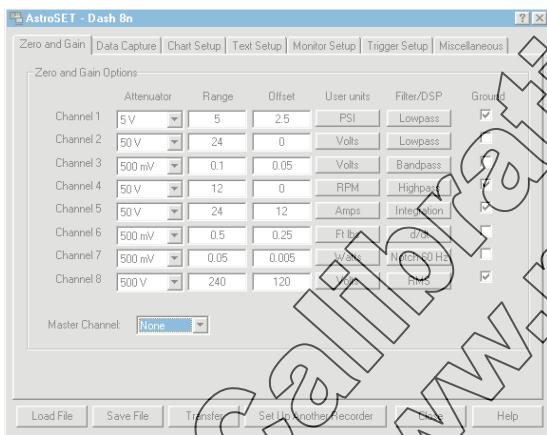 AstroSET - Dash 8n
Zero and Gain Data Capture Chart Setup Text Setup Monitor Setup Trigger Setup Miscellaneous
Zero and Gain Options
Attenuator Range Offset User units Filter/DSP Ground
Channel 1 5 V 5 2.5 PSI Lowpass
Channel 2 50 V 24 0 Volts Lowpass
Channel 3 500 mV 0.1 0.05 Volts Bandpass
Channel 4 50 V 12 0 RPM Highpass
Channel 5 50 V 24 12 Amps Integration
Channel 6 500 mV 0.5 0.25 Ft lbs d/dt
Channel 7 500 mV 0.05 0.005 Watts Notch 60 Hz
Channel 8 500 V 240 120 Volts RMS
Master Channel: None
Load File Save File Transfer Set Up Another Recorder Close Help